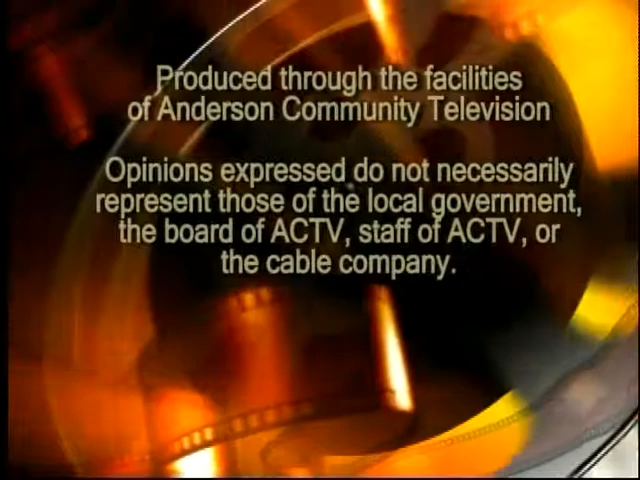 Produced through the facilities
of Anderson Community Television
Opinions expressed do not necessarily
represent those of the local government,
the board of ACTV, staff of ACTV, or
the cable company.